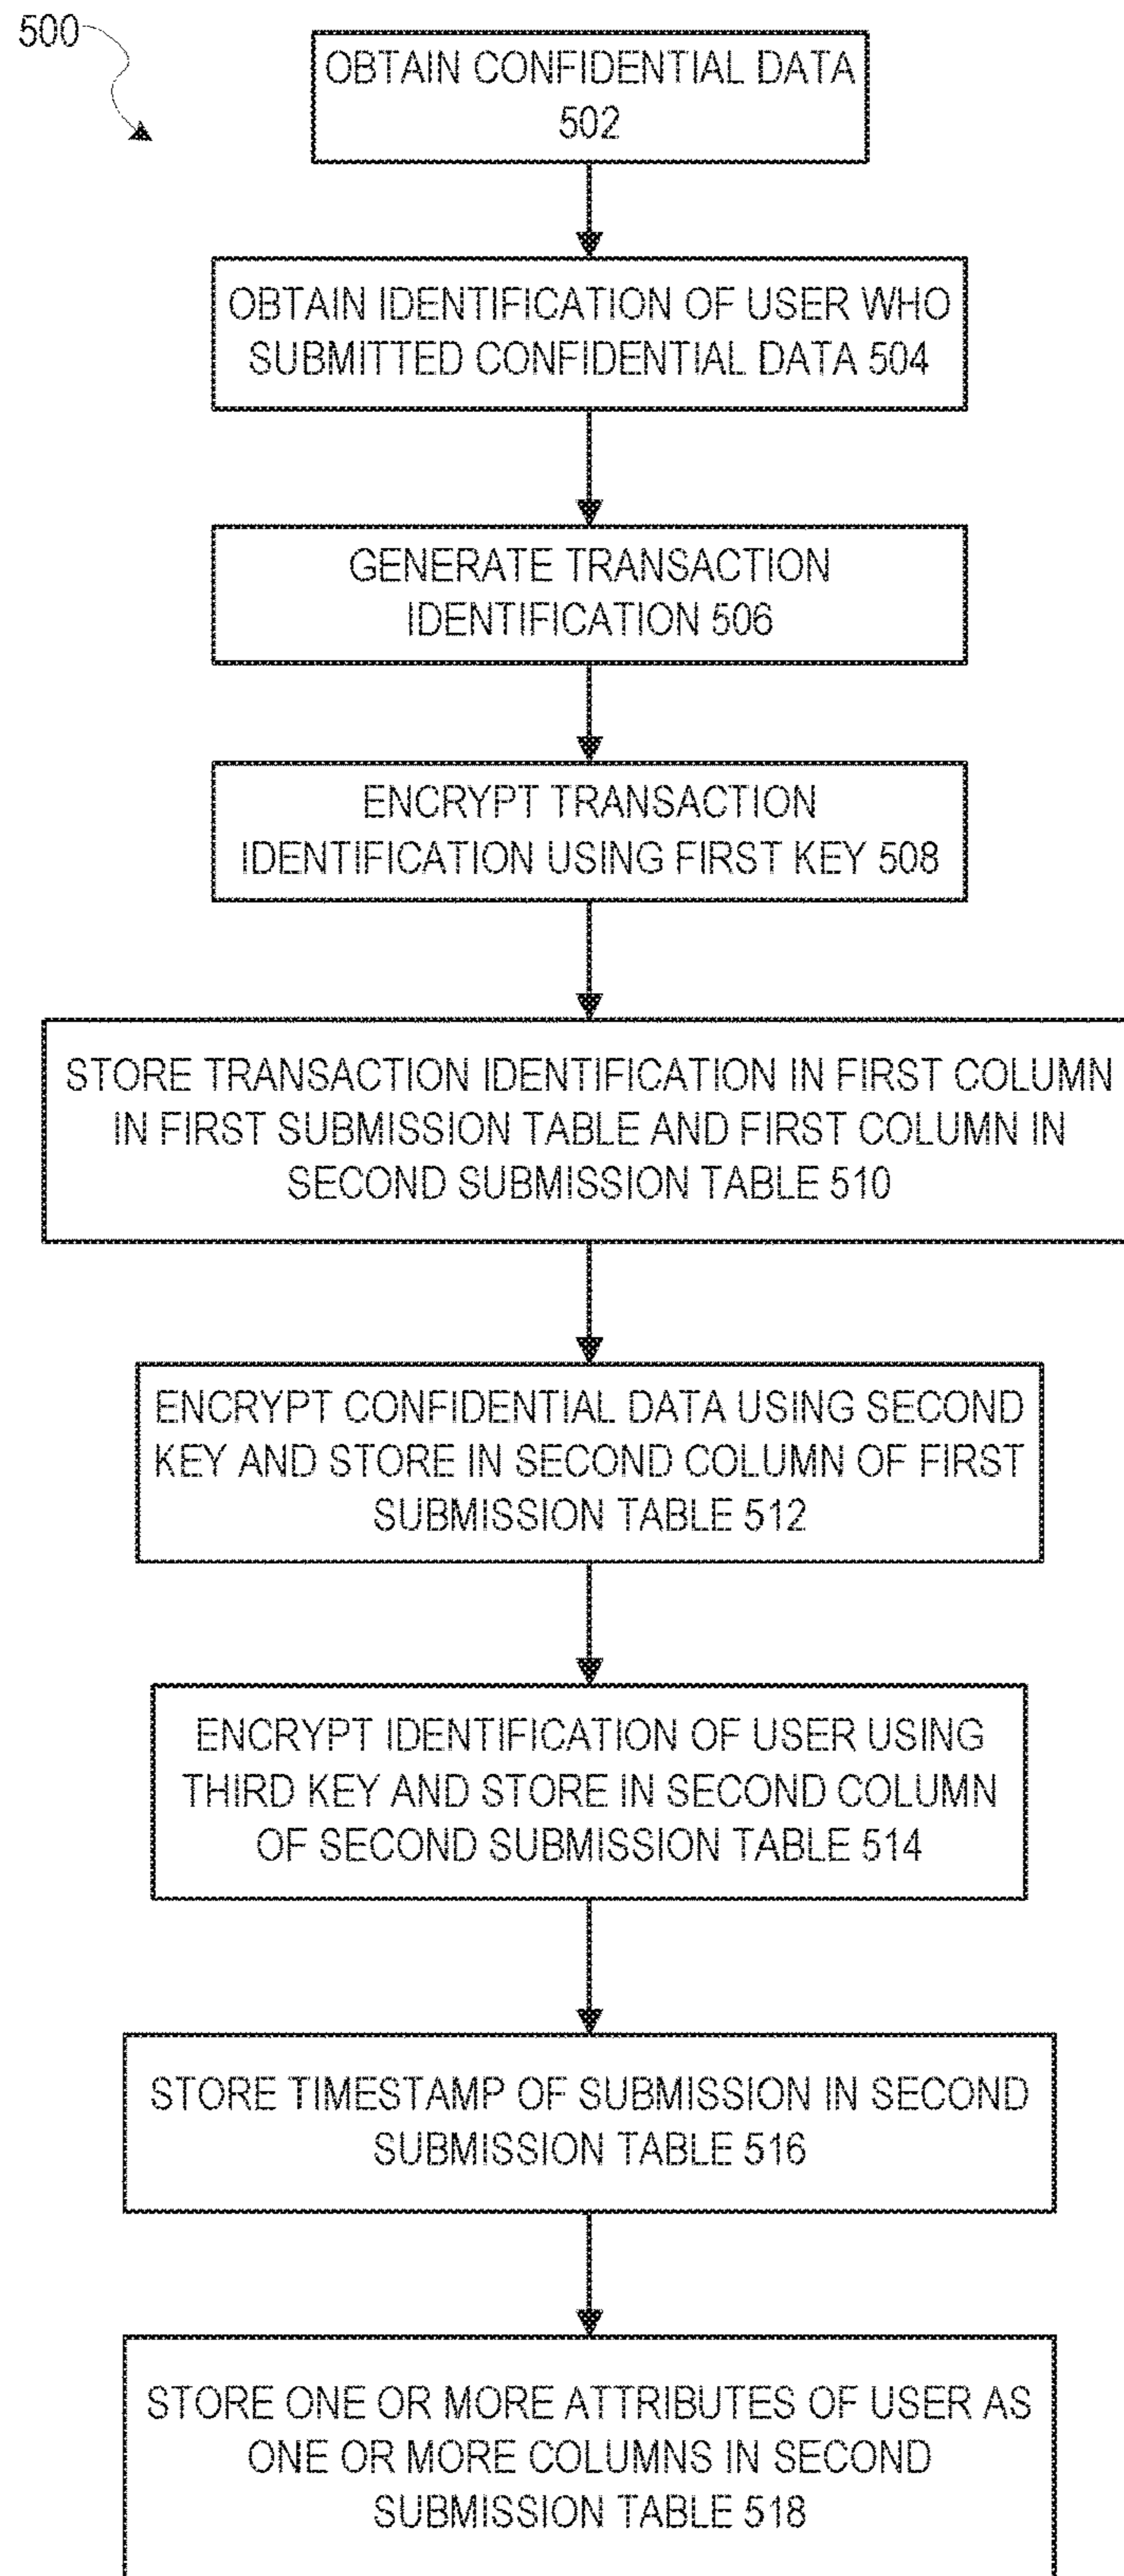 500
OBTAIN CONFIDENTIAL DATA
502
OBTAIN IDENTIFICATION OF USER WHO
SUBMITTED CONFIDENTIAL DATA 504
GENERATE TRANSACTION
IDENTIFICATION 506
ENCRYPT TRANSACTION
IDENTIFICATION USING FIRST KEY 508
STORE TRANSACTION IDENTIFICATION IN FIRST COLUMN
IN FIRST SUBMISSION TABLE AND FIRST COLUMN IN
SECOND SUBMISSION TABLE 510
ENCRYPT CONFIDENTIAL DATA USING SECOND
KEY AND STORE IN SECOND COLUMN OF FIRST
SUBMISSION TABLE 512
ENCRYPT IDENTIFICATION OF USER USING
THIRD KEY AND STORE IN SECOND COLUMN
OF SECOND SUBMISSION TABLE 514
STORE TIMESTAMP OF SUBMISSION IN SECOND
SUBMISSION TABLE 516
STORE ONE OR MORE ATTRIBUTES OF USER AS
ONE OR MORE COLUMNS IN SECOND
SUBMISSION TABLE 518